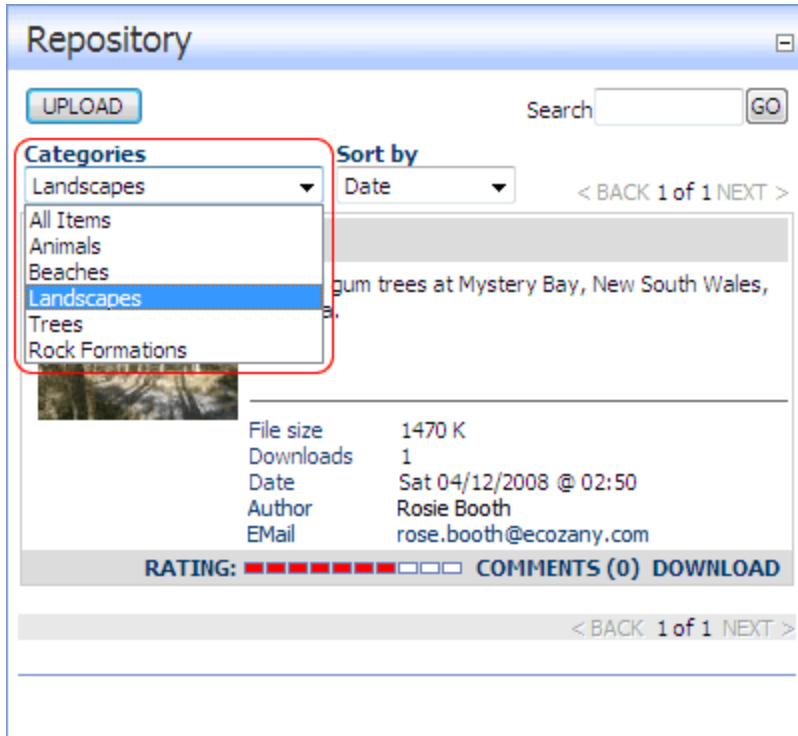 Repository
UPLOAD
Search GO
Categories Sort by
Landscapes Date < BACK 1 of 1 NEXT >
All Items
Animals
Beaches
Landscapes
Trees
Rock Formations
gum trees at Mystery Bay, New South Wales,
a.
File size 1470 K
Downloads 1
Date Sat 04/12/2008 @ 02:50
Author Rosie Booth
EMail rose.booth@ecozany.com
RATING: COMMENTS (0) DOWNLOAD
< BACK 1 of 1 NEXT >